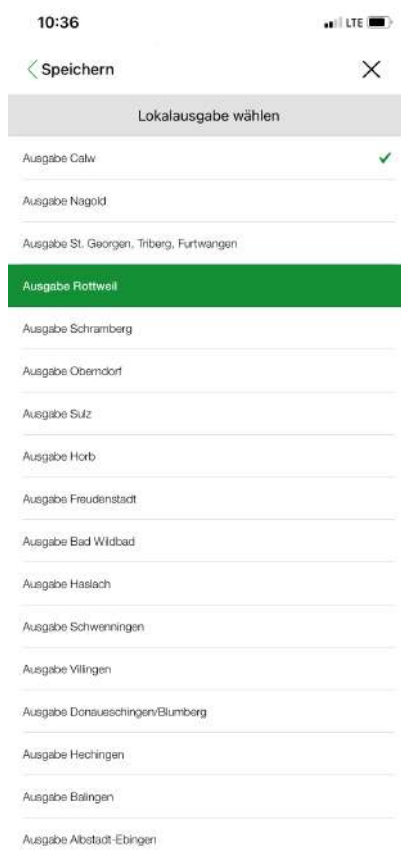 10:36
LTE
Speichern
Lokalausgabe wählen
Ausgabe Calw
Ausgabe Nagold
Ausgabe St. Georgen, Triberg, Furtwangen
Ausgabe Rottweil
Ausgabe Schramberg
Ausgabe Oberndorf
Ausgabe Sulz
Ausgabe Horb
Ausgabe Freudenstadt
Ausgabe Bad Wildbad
Ausgabe Haslach
Ausgabe Schwenningen
Ausgabe Villingen
Ausgabe Donaueschingen/Blumberg
Ausgabe Hechingen
Ausgabe Balingen
Ausgabe Albstadt-Ebingen